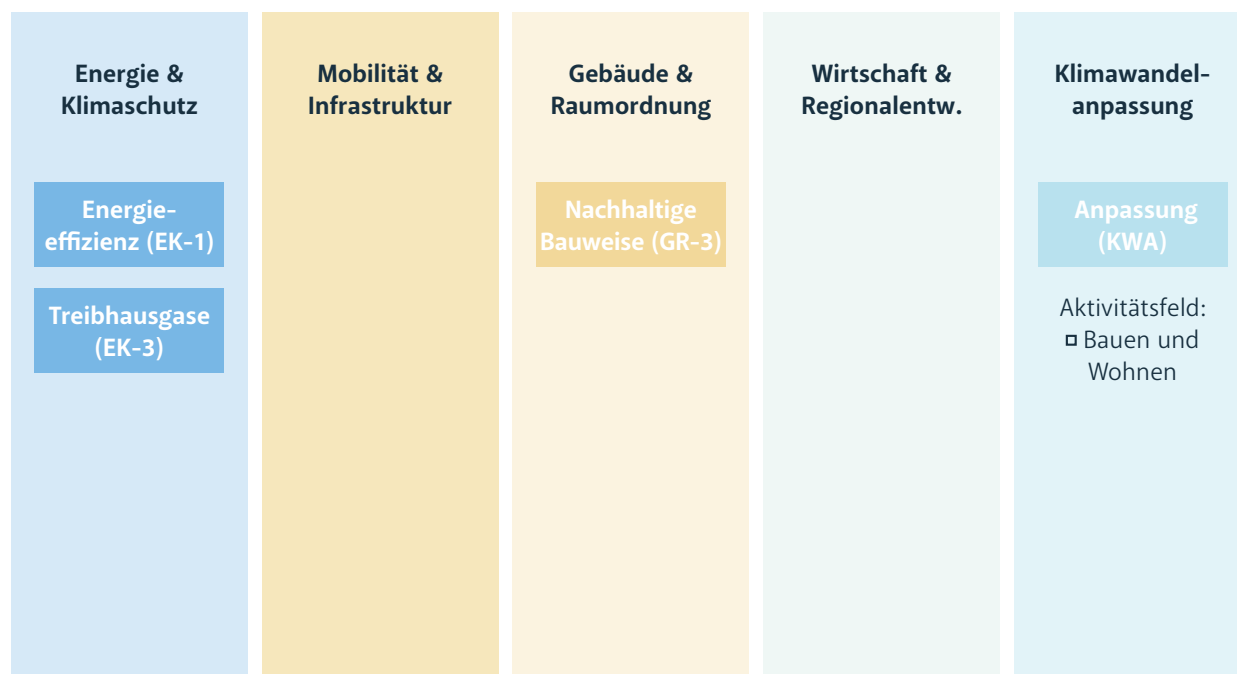 Energie &
Klimaschutz
Energie-
effizienz (EK-1)
Treibhausgase
(EK-3)
Mobilität &
Infrastruktur
Gebäude &
Raumordnung
Nachhaltige
Bauweise (GR-3)
Wirtschaft &
Regionalentw.
Klimawandel-
anpassung
Anpassung
(KWA)
Aktivitätsfeld:
▫ Bauen und
Wohnen